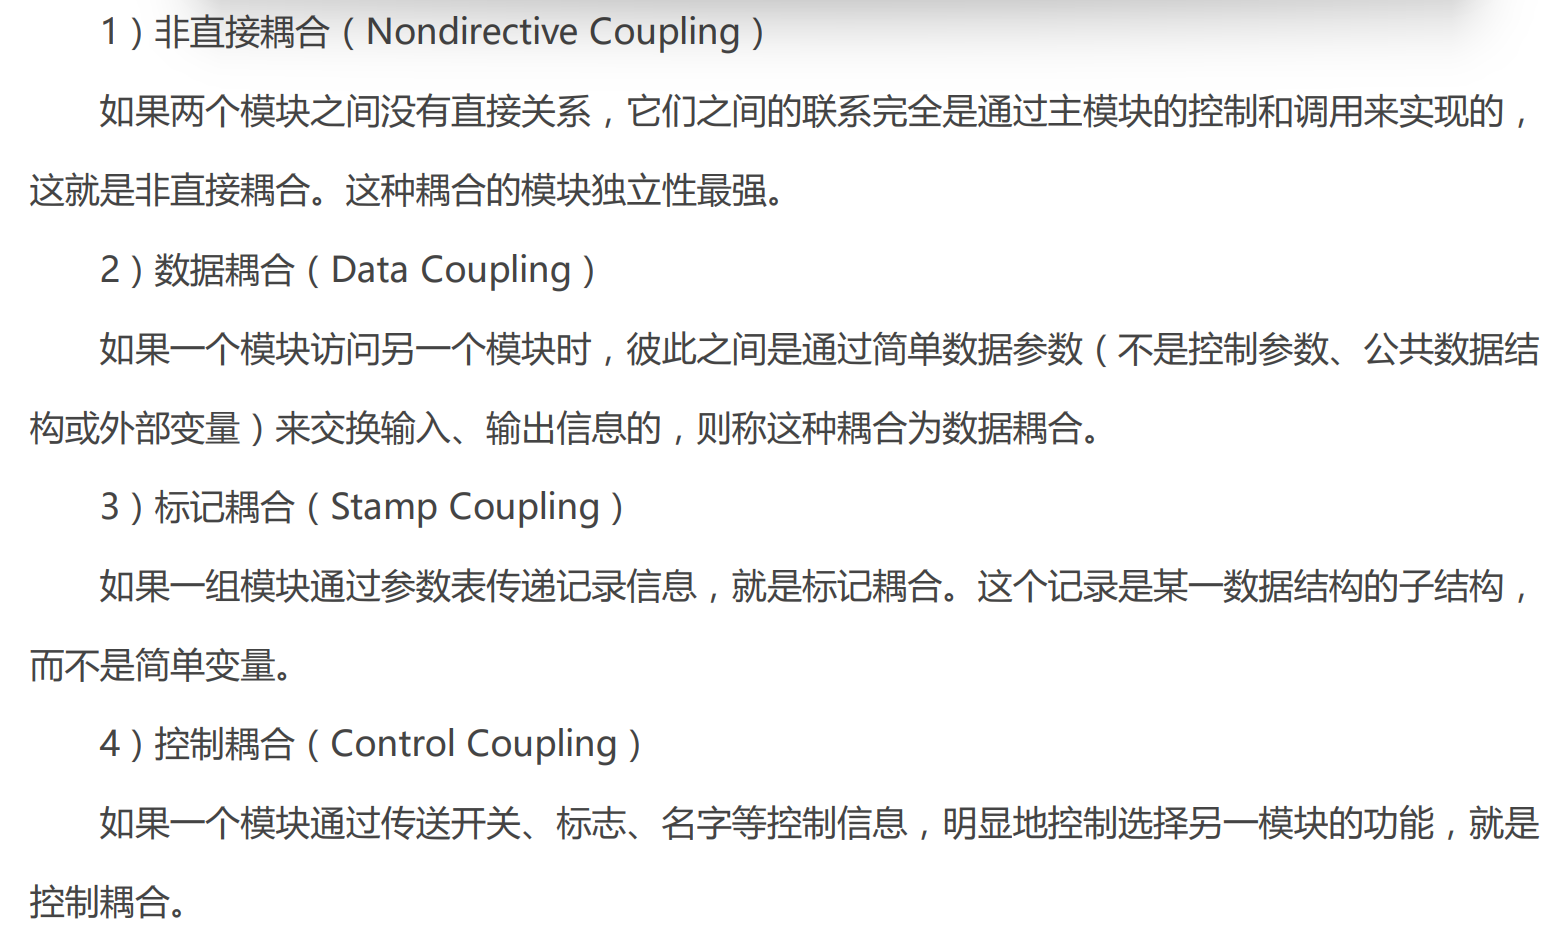 1）非直接耦合（Nondirective Coupling）
如果两个模块之间没有直接关系，它们之间的联系完全是通过主模块的控制和调用来实现的，
这就是非直接耦合。这种耦合的模块独立性最强。
2）数据耦合（Data Coupling）
如果一个模块访问另一个模块时，彼此之间是通过简单数据参数（不是控制参数、公共数据结
构或外部变量）来交换输入、输出信息的，则称这种耦合为数据耦合。
3）标记耦合（Stamp Coupling）
如果一组模块通过参数表传递记录信息，就是标记耦合。这个记录是某一数据结构的子结构，
而不是简单变量。
4）控制耦合（Control Coupling）
如果一个模块通过传送开关、标志、名字等控制信息，明显地控制选择另一模块的功能，就是
控制耦合。